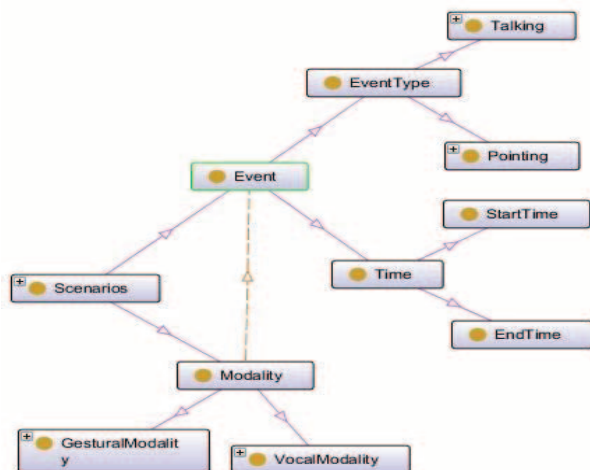 Talking
EventType
Pointing
Event
StartTime
Time
Scenarios
EndTime
Modality
GesturalModalit
y
VocalModality